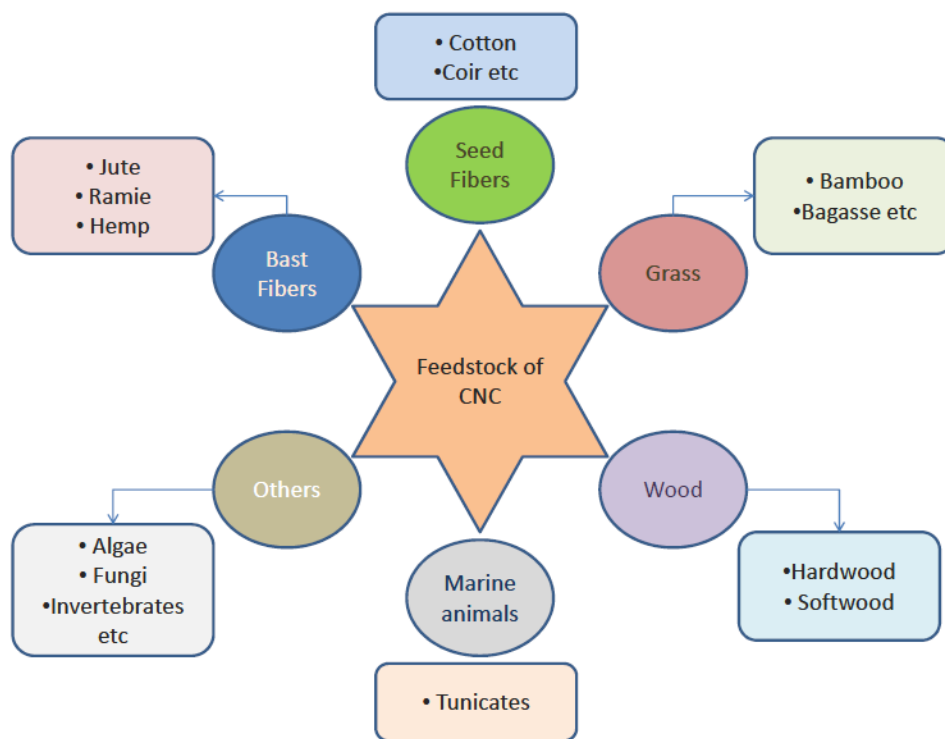 • Cotton
•Coir etc
Seed
Fibers
• Jute
• Ramie
• Hemp
Bast
Fibers
• Bamboo
•Bagasse etc
Grass
Feedstock of
CNC
Others
• Algae
• Fungi
•Invertebrates
etc
Wood
•Hardwood
• Softwood
Marine
animals
• Tunicates